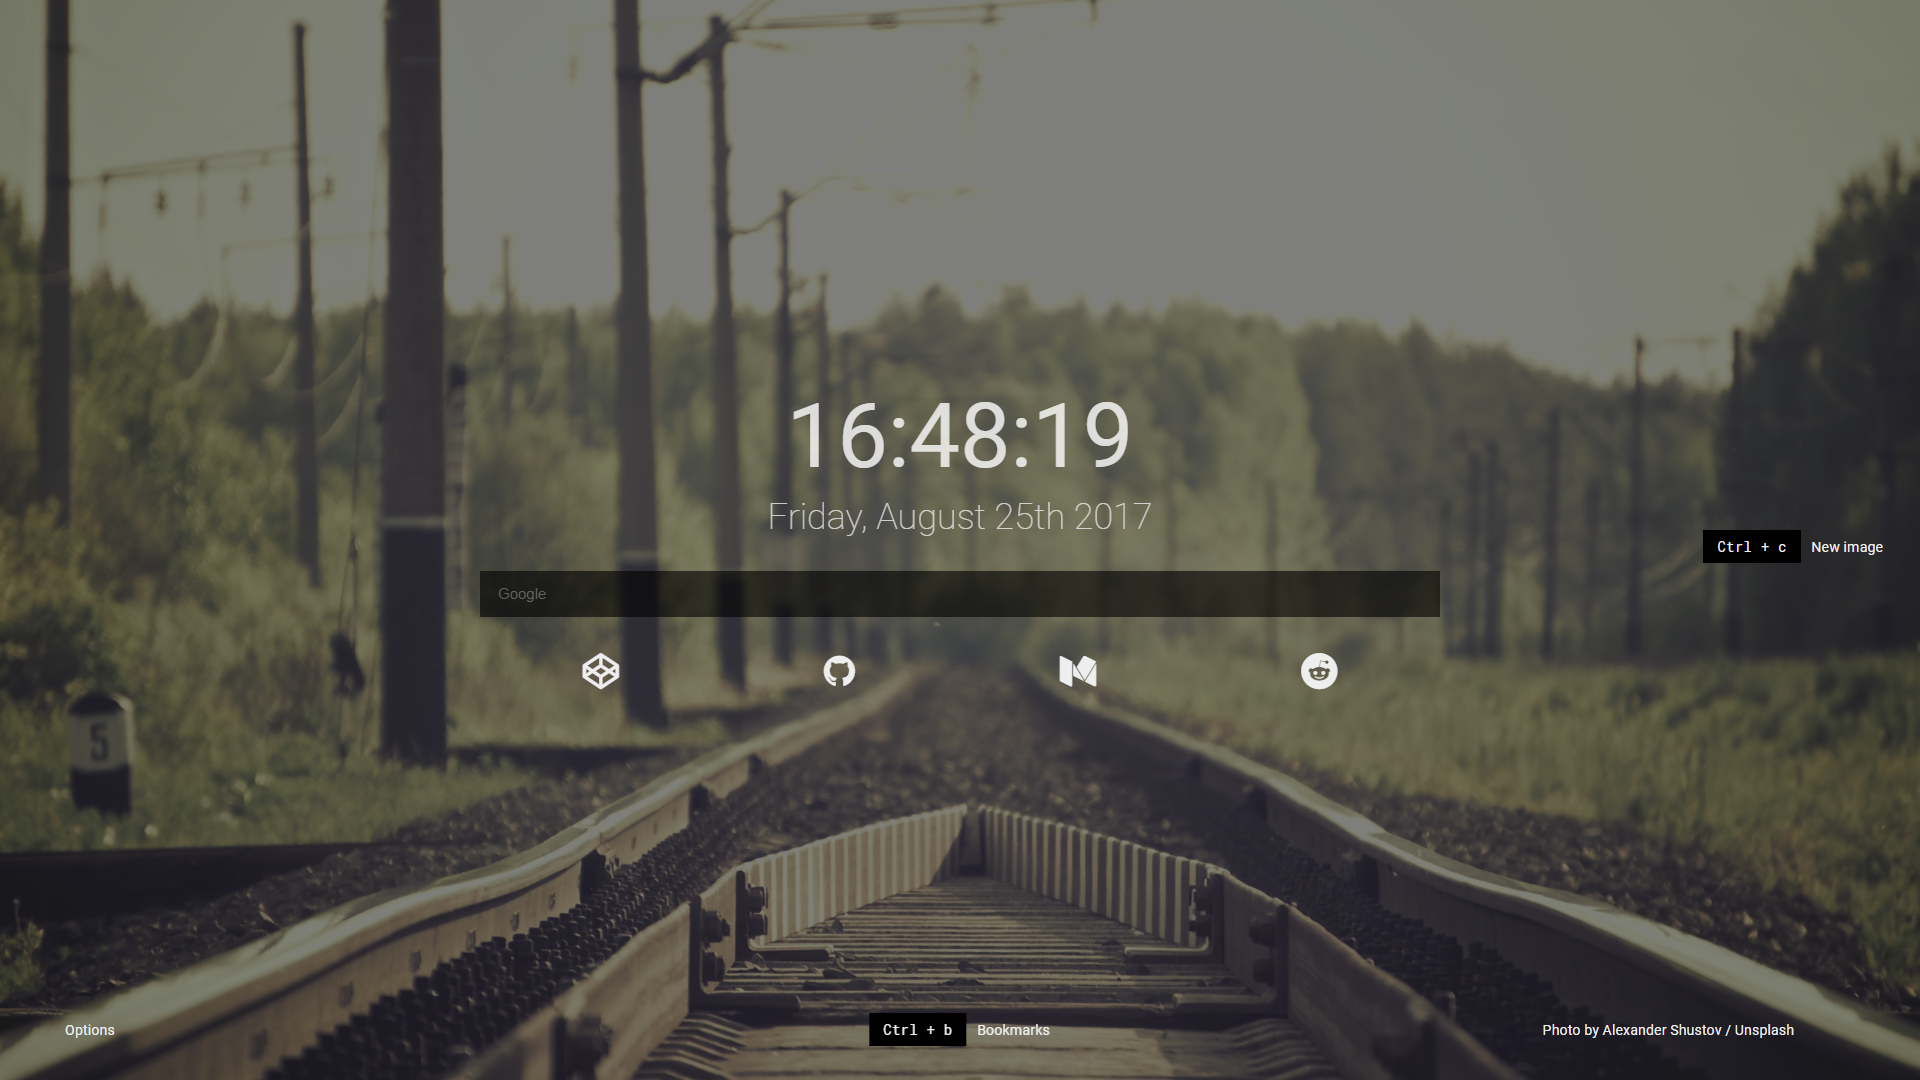 16:48:19
Friday, August 25th 2017
Ctrl + c New image
Google
5
Options
Ctrl + b Bookmarks
Photo by Alexander Shustov / Unsplash